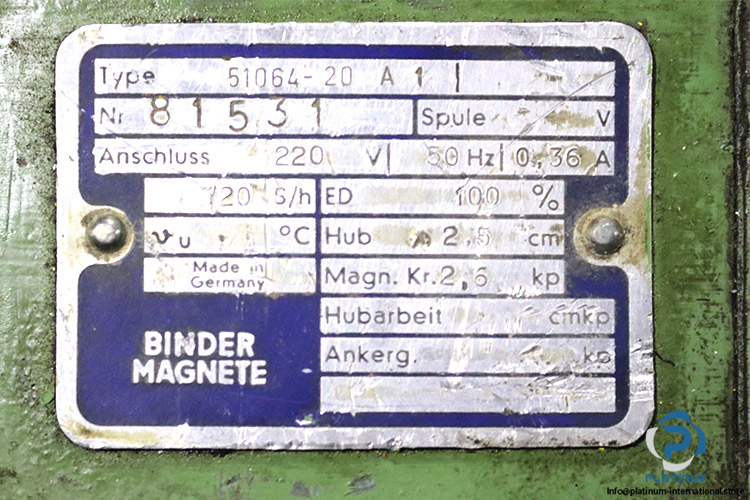 Type 51064-20 A 1
Nr 81531 Spule V
Anschluss 220 V 50 Hz 0,36 A
720 S/h ED 100 %
ϑu °C Hub 2,5 cm
Made in Germany Magn. Kr. 2,6 kp
Hubarbeit cmkp
BINDER MAGNETE Ankerg. kp
PLATINUM
Info@platinum-international.store